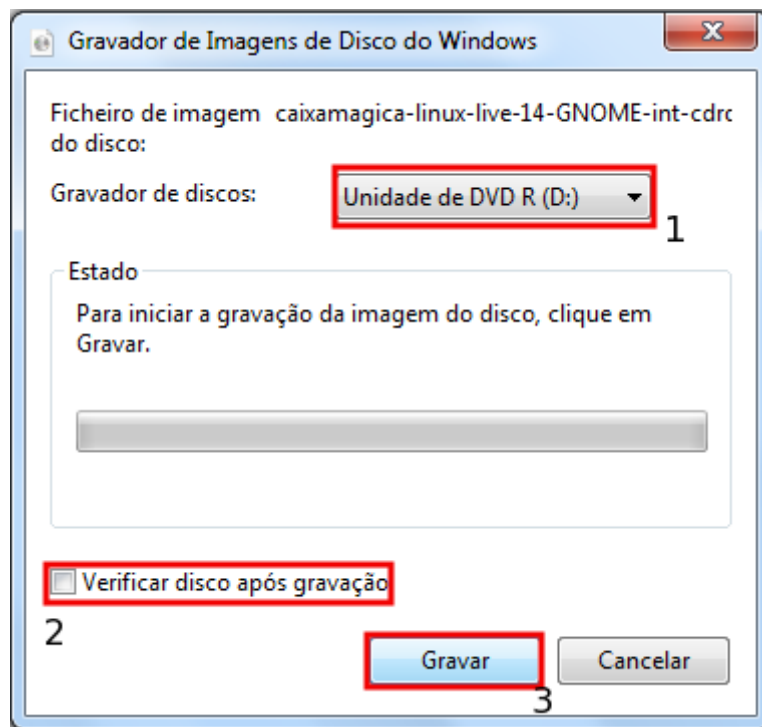 Gravador de Imagens de Disco do Windows
Ficheiro de imagem caixamagica-linux-live-14-GNOME-int-cdrc
do disco:
Gravador de discos: Unidade de DVD R (D:)
1
Estado
Para iniciar a gravação da imagem do disco, clique em
Gravar.
Verificar disco após gravação
2
Gravar Cancelar
3